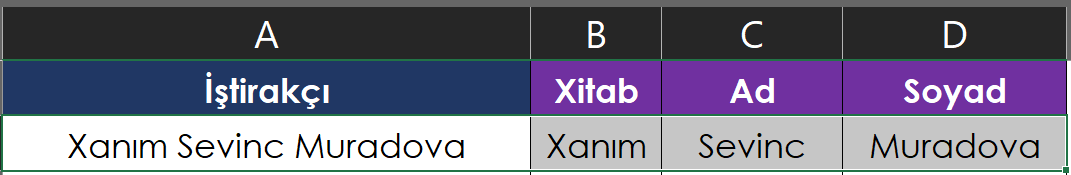 A B C D
İştirakçı Xitab Ad Soyad
Xanım Sevinc Muradova Xanım Sevinc Muradova